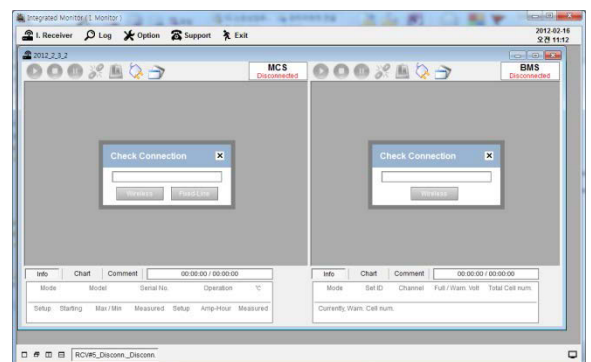 Integrated Monitor ( I. Monitor )
I. Receiver Log Option Support Exit
2012-02-16
오전 11:12
2012_2_3_2
MCS
Disconnected
BMS
Disconnected
Check Connection
Wireless Fixed-Line
Check Connection
Wireless
Info Chart Comment 00:00:00 / 00:00:00
Mode Model Serial No. Operation ℃
Setup Starting Max / Min Measured Setup Amp-Hour Measured
Info Chart Comment 00:00:00 / 00:00:00
Mode Set ID Channel Full / Warn. Volt Total Cell num.
Currently, Warn. Cell num.
RCV#5_Disconn._Disconn.